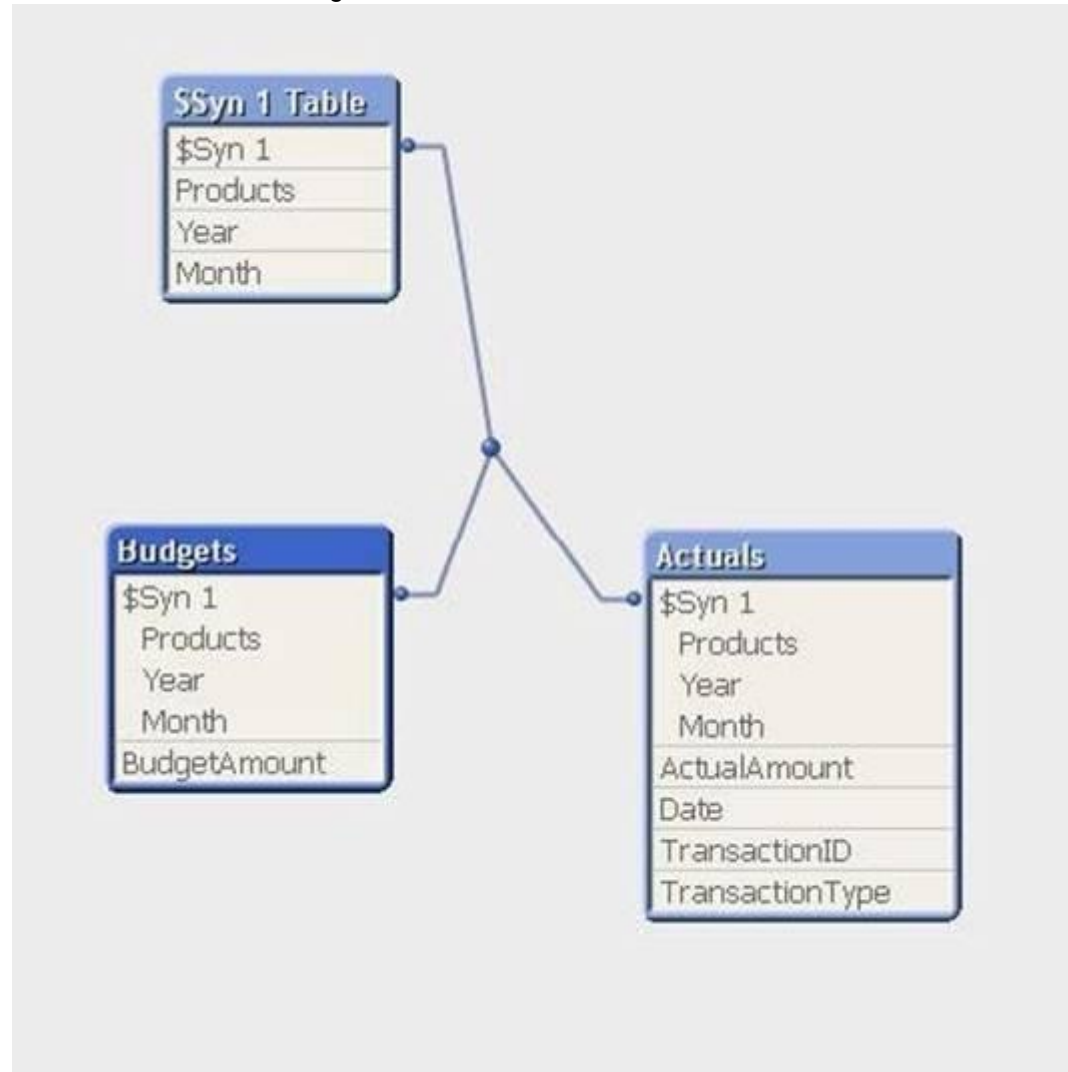 $Syn 1 Table
$Syn 1
Products
Year
Month
Budgets
$Syn 1
Products
Year
Month
BudgetAmount
Actuals
$Syn 1
Products
Year
Month
ActualAmount
Date
TransactionID
TransactionType